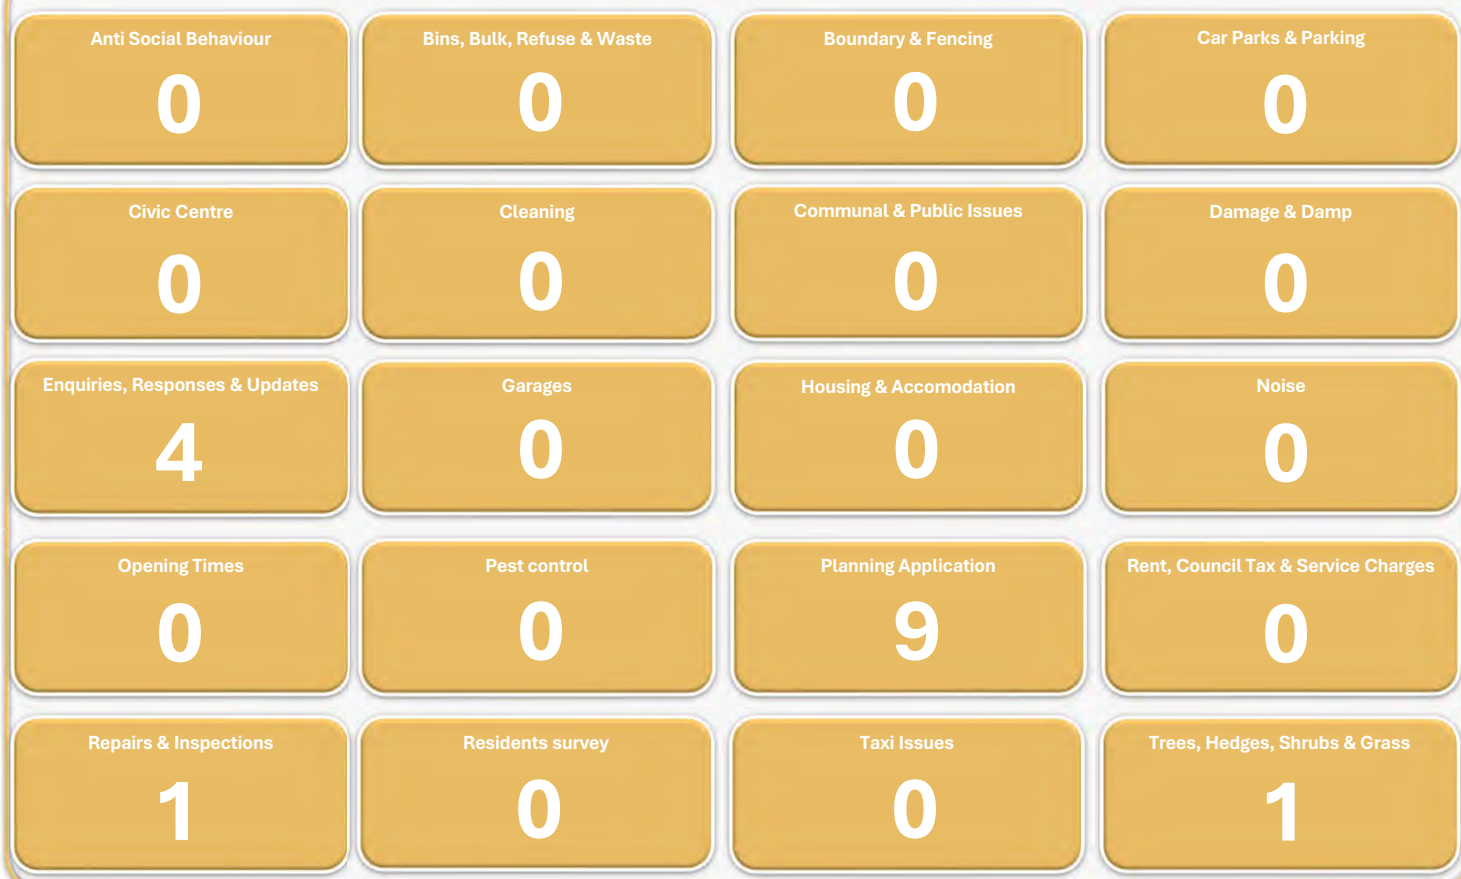 Anti Social Behaviour
0
Bins, Bulk, Refuse & Waste
0
Boundary & Fencing
0
Car Parks & Parking
0
Civic Centre
0
Cleaning
0
Communal & Public Issues
0
Damage & Damp
0
Enquiries, Responses & Updates
4
Garages
0
Housing & Accomodation
0
Noise
0
Opening Times
0
Pest control
0
Planning Application
9
Rent, Council Tax & Service Charges
0
Repairs & Inspections
1
Residents survey
0
Taxi Issues
0
Trees, Hedges, Shrubs & Grass
1